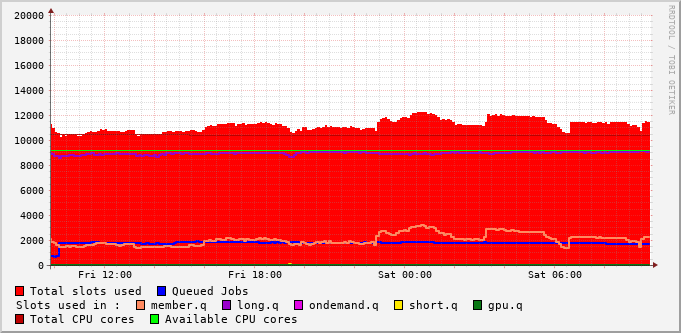 20000
18000
16000
14000
12000
10000
8000
6000
4000
2000
0
Fri 12:00 Fri 18:00 Sat 00:00 Sat 06:00
RRDTOOL / TOBI OETIKER
Total slots used Queued Jobs
Slots used in : member.q long.q ondemand.q short.q gpu.q
Total CPU cores Available CPU cores